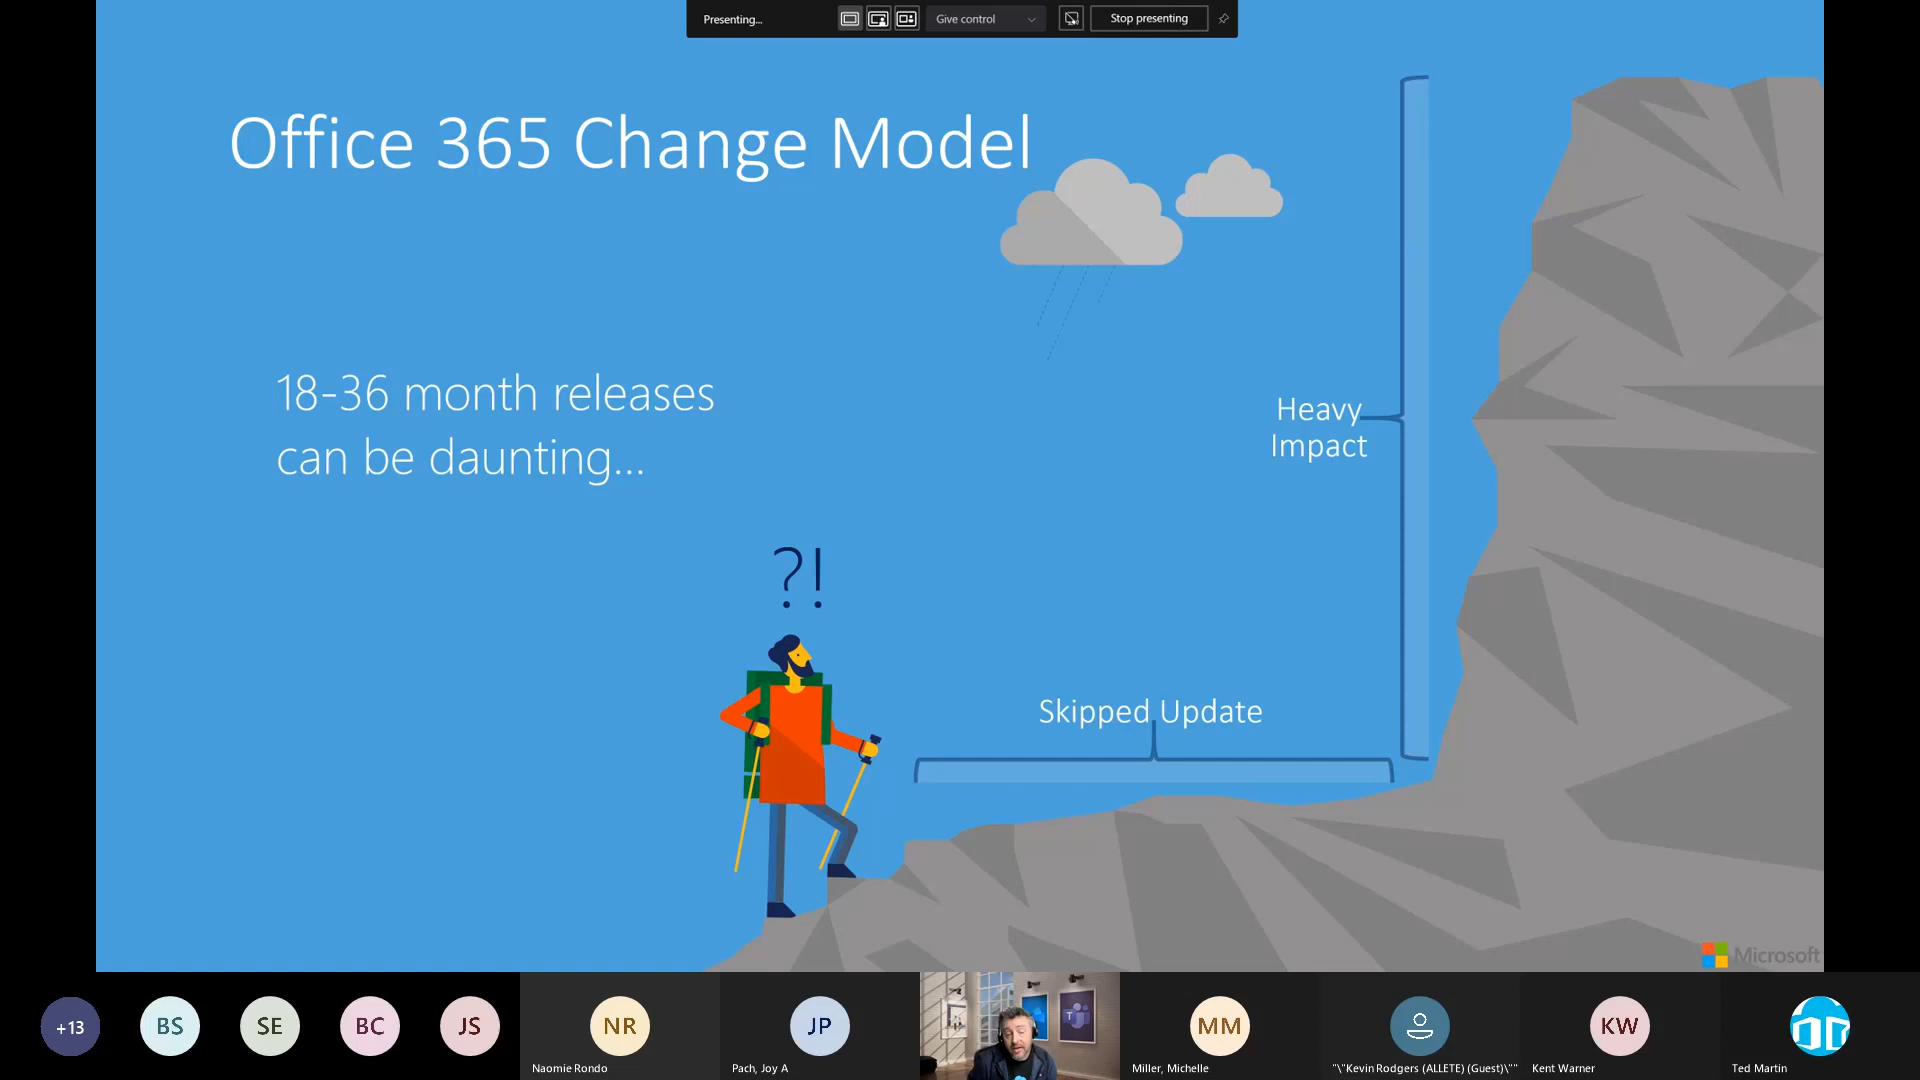 Presenting...
Give control
Stop presenting
Office 365 Change Model
18-36 month releases
can be daunting...
Heavy
Impact
?!
Skipped Update
Microsoft
+13
BS
SE
BC
JS
NR
JP
MM
KW
Naomie Rondo
Pach, Joy A
Miller, Michelle
"\"Kevin Rodgers (ALLETE) (Guest)\""
Kent Warner
Ted Martin